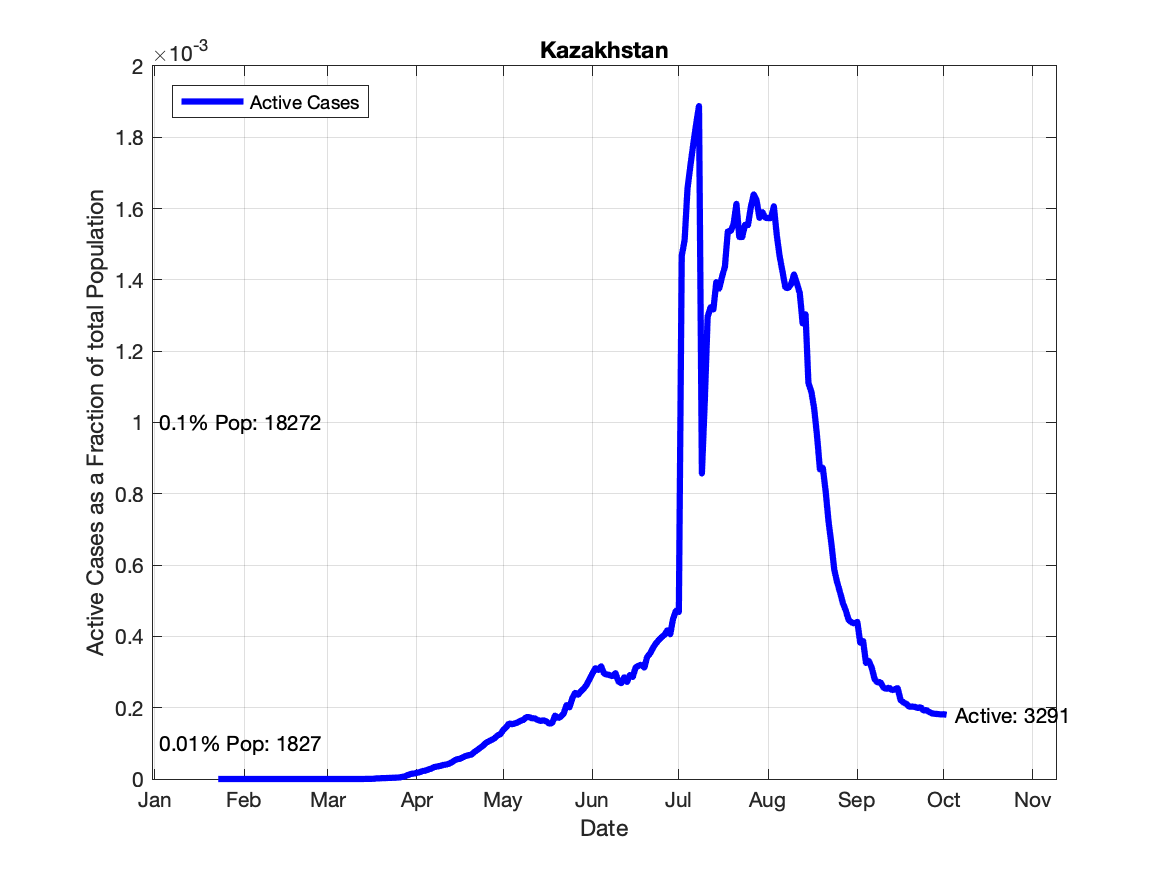 Kazakhstan
×10-3
2
1.8
1.6
1.4
1.2
1
0.8
0.6
0.4
0.2
0
Active Cases
0.1% Pop: 18272
0.01% Pop: 1827
Active: 3291
Active Cases as a Fraction of total Population
Jan Feb Mar Apr May Jun Jul Aug Sep Oct Nov
Date